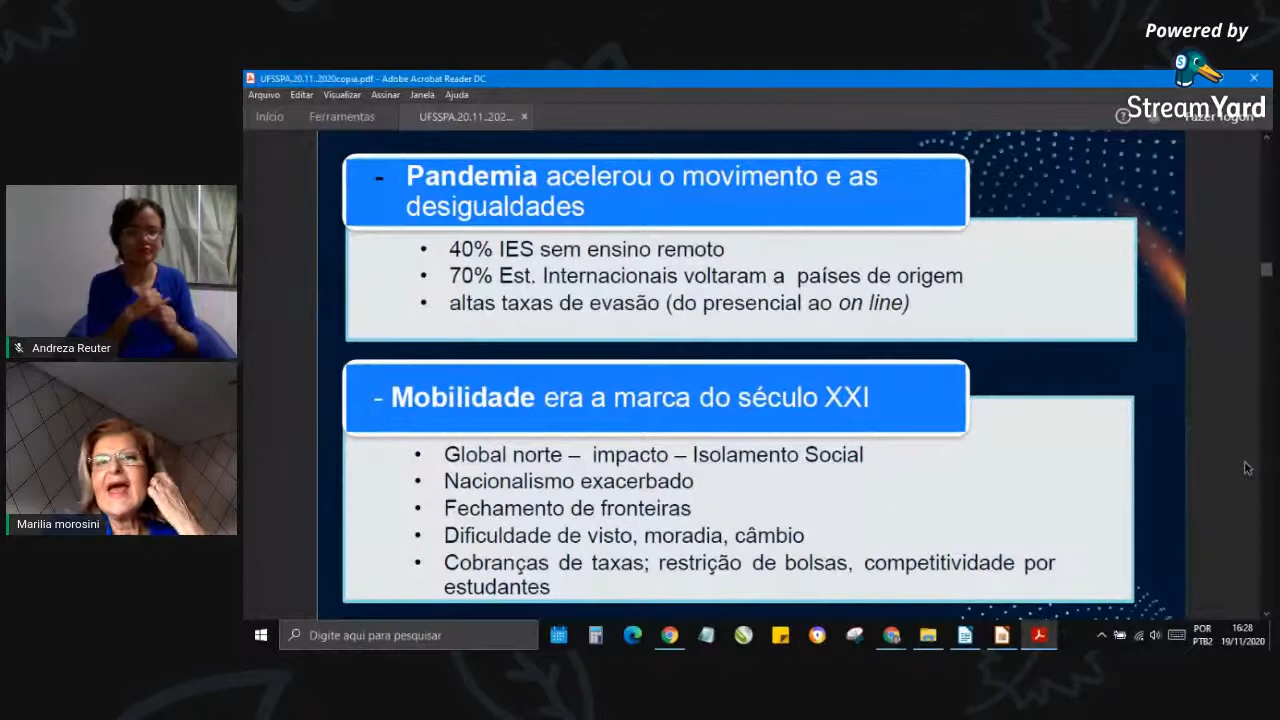 Powered by
StreamYard
UFSSPA.20.11..2020copia.pdf - Adobe Acrobat Reader DC
Arquivo Editar Visualizar Assinar Janela Ajuda
Início Ferramentas UFSSPA.20.11..202... × Fazer logon
- Pandemia acelerou o movimento e as
desigualdades
• 40% IES sem ensino remoto
• 70% Est. Internacionais voltaram a países de origem
• altas taxas de evasão (do presencial ao on line)
- Mobilidade era a marca do século XXI
• Global norte – impacto – Isolamento Social
• Nacionalismo exacerbado
• Fechamento de fronteiras
• Dificuldade de visto, moradia, câmbio
• Cobranças de taxas; restrição de bolsas, competitividade por
estudantes
Andreza Reuter
Marilia morosini
Digite aqui para pesquisar
POR
PTB2
16:28
19/11/2020